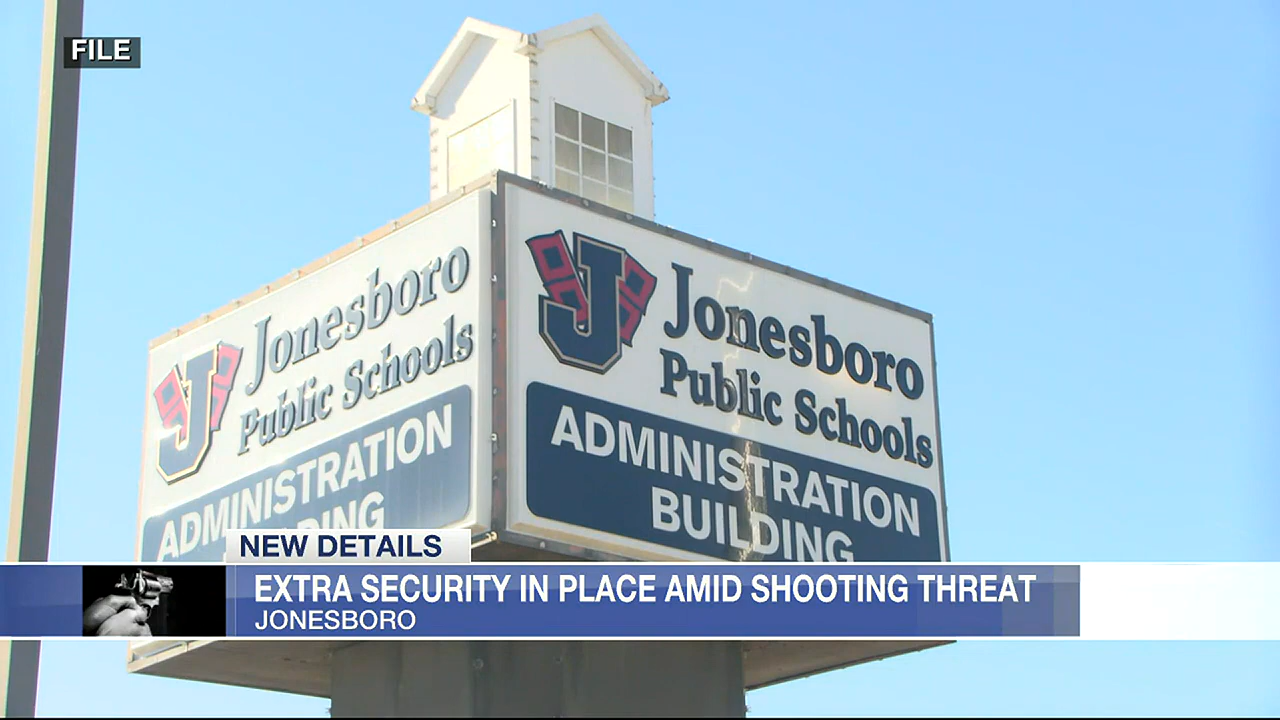 FILE
J Jonesboro
Public Schools
ADMINISTRATION
J Jonesboro
Public Schools
ADMINISTRATION
BUILDING
NEW DETAILS
EXTRA SECURITY IN PLACE AMID SHOOTING THREAT
JONESBORO